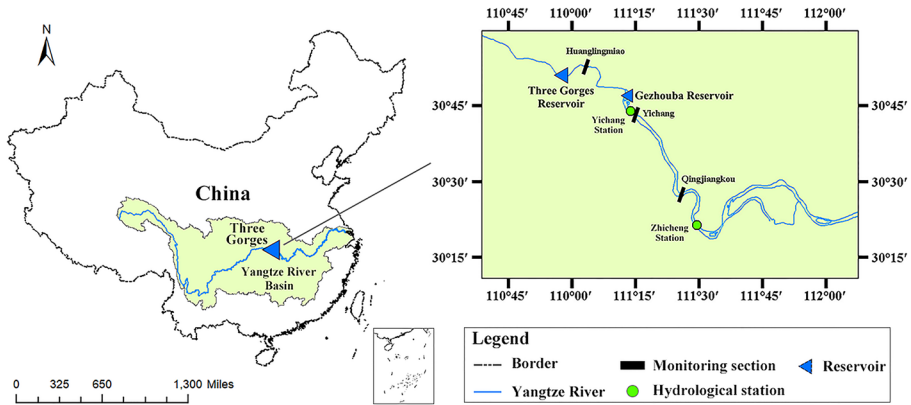 N
China
Three
Gorges
Yangtze River
Basin
0 325 650 1,300 Miles
110°45' 110°00' 111°15' 111°30' 111°45' 112°00'
Huanglingmiao
Three Gorges
Reservoir
Gezhouba Reservoir
Yichang
Station
Yichang
Qingjiangkou
Zhicheng
Station
30°45' 30°45'
30°30' 30°30'
30°15' 30°15'
110°45' 110°00' 111°15' 111°30' 111°45' 112°00'
Legend
Border
Monitoring section
Reservoir
Yangtze River
Hydrological station